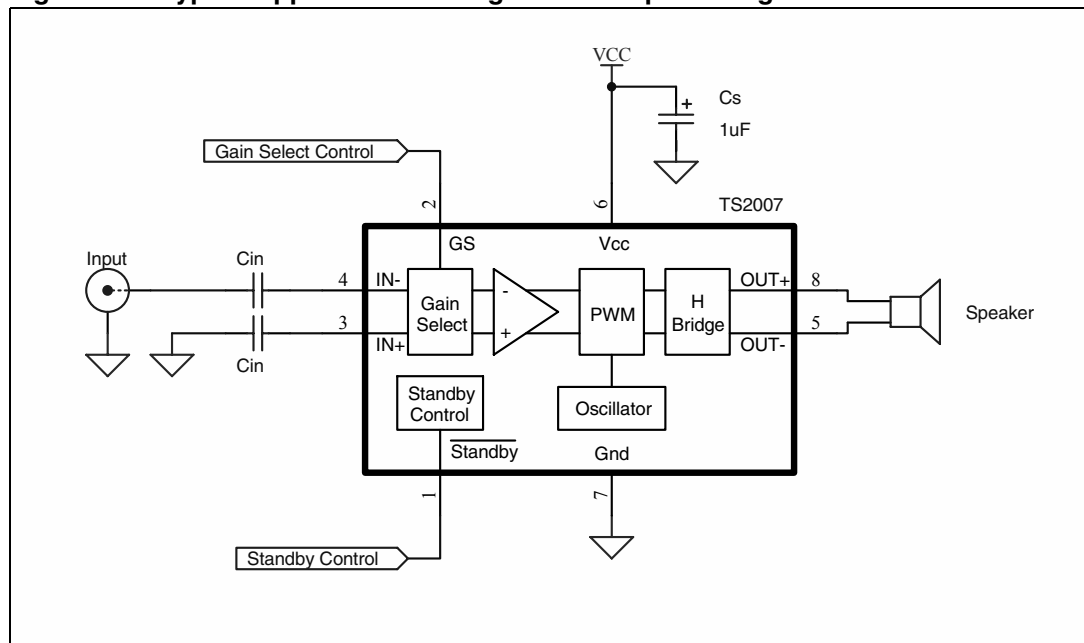 VCC
+
Cs
1uF
Gain Select Control
2
6
TS2007
GS
Vcc
Input
Cin
4
IN-
OUT+
8
Gain
Select
-
+
PWM
H
Bridge
Speaker
3
IN+
OUT-
5
Cin
Standby
Control
Oscillator
Standby
Gnd
1
7
Standby Control